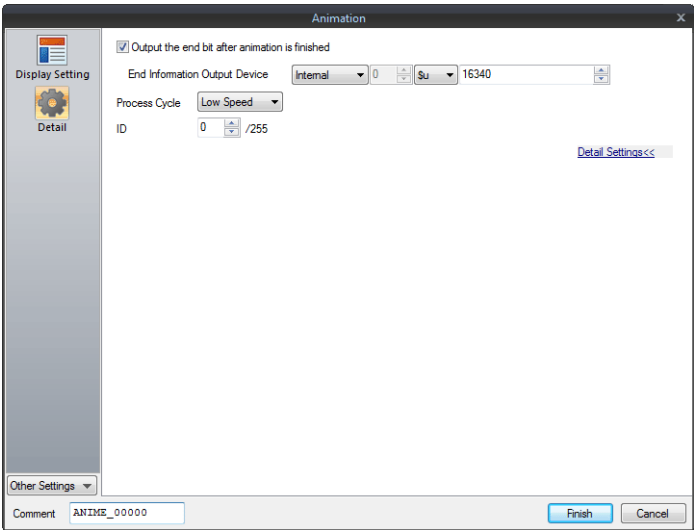 Animation
x
Display Setting
Detail
Output the end bit after animation is finished
End Information Output Device Internal 0 $u 16340
Process Cycle Low Speed
ID 0 /255
Detail Settings<<
Other Settings
Comment ANIME_00000
Finish Cancel